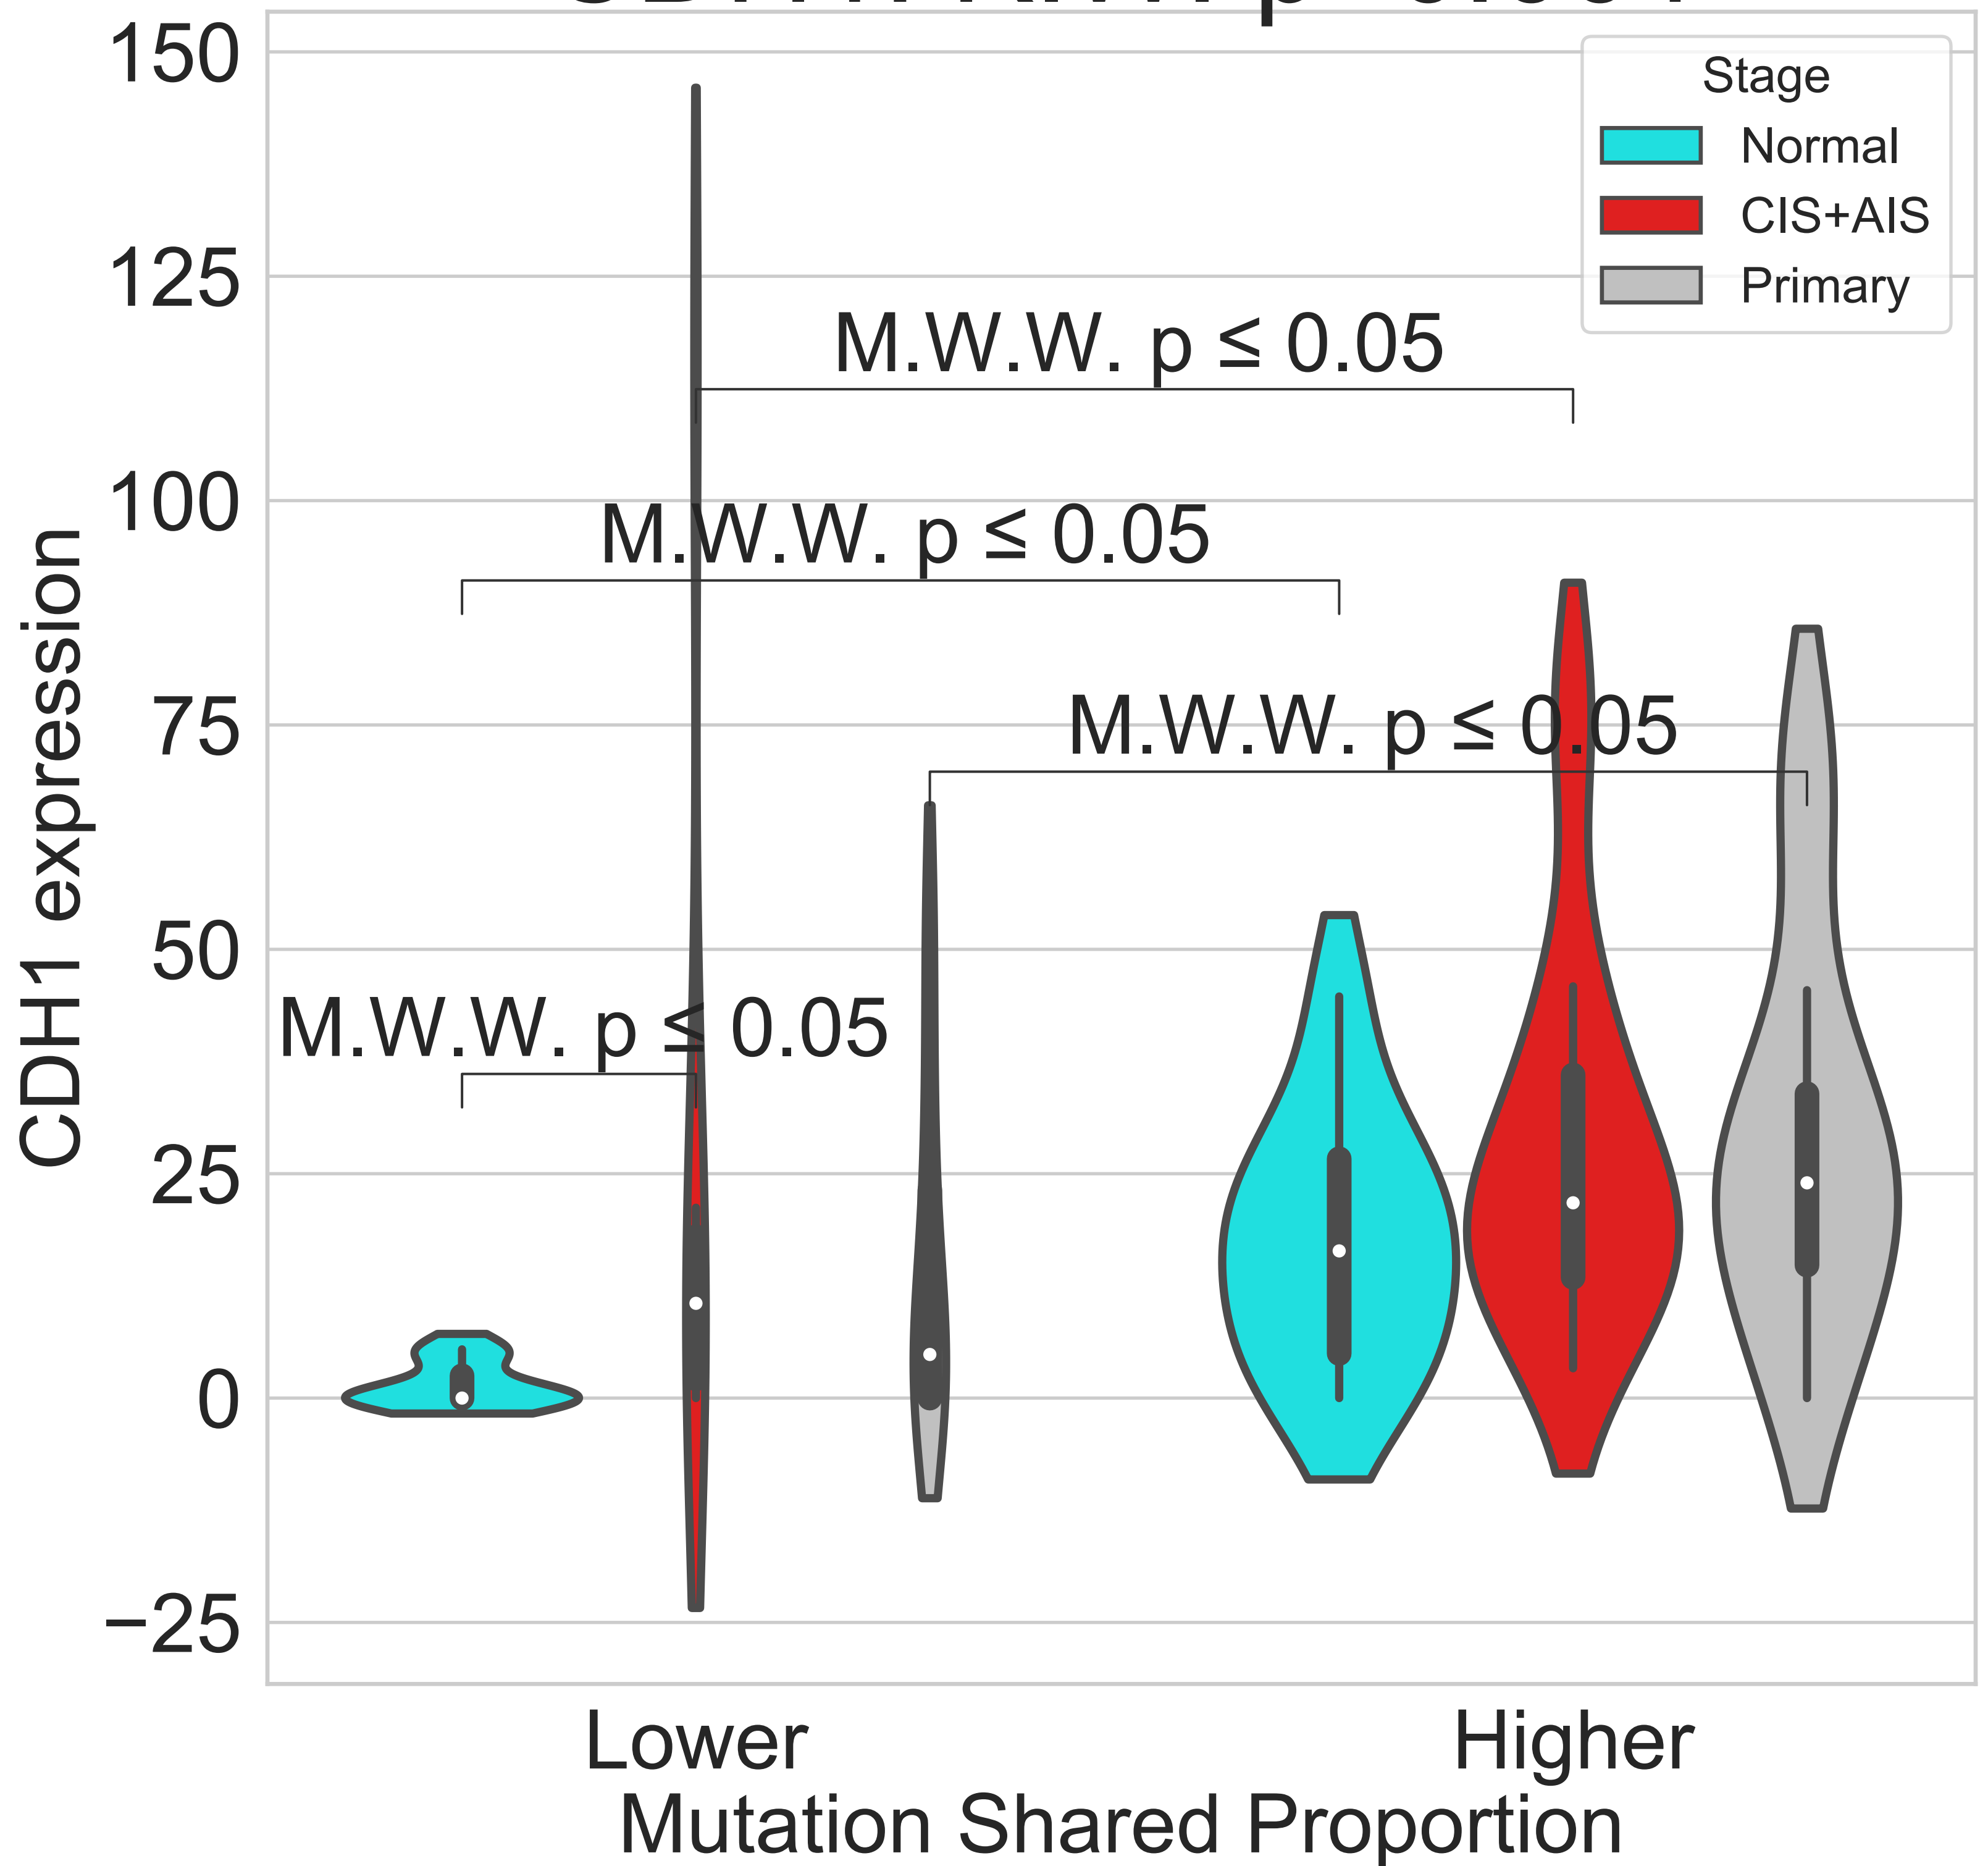 150
125
100
75
50
25
0
−25
CDH1 expression
Stage
Normal
CIS+AIS
Primary
M.W.W. p ≤ 0.05
M.W.W. p ≤ 0.05
M.W.W. p ≤ 0.05
M.W.W. p ≤ 0.05
Lower
Higher
Mutation Shared Proportion